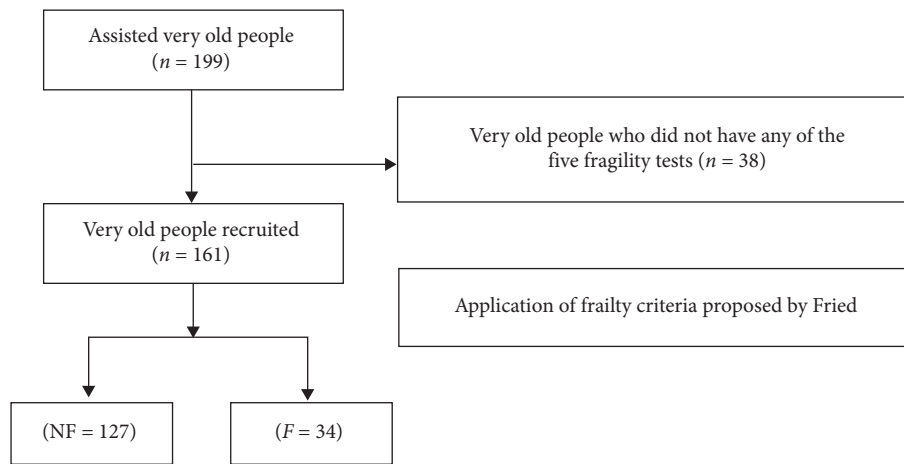 Assisted very old people
(n = 199)
Very old people who did not have any of the
five fragility tests (n = 38)
Very old people recruited
(n = 161)
Application of frailty criteria proposed by Fried
(NF = 127)
(F = 34)